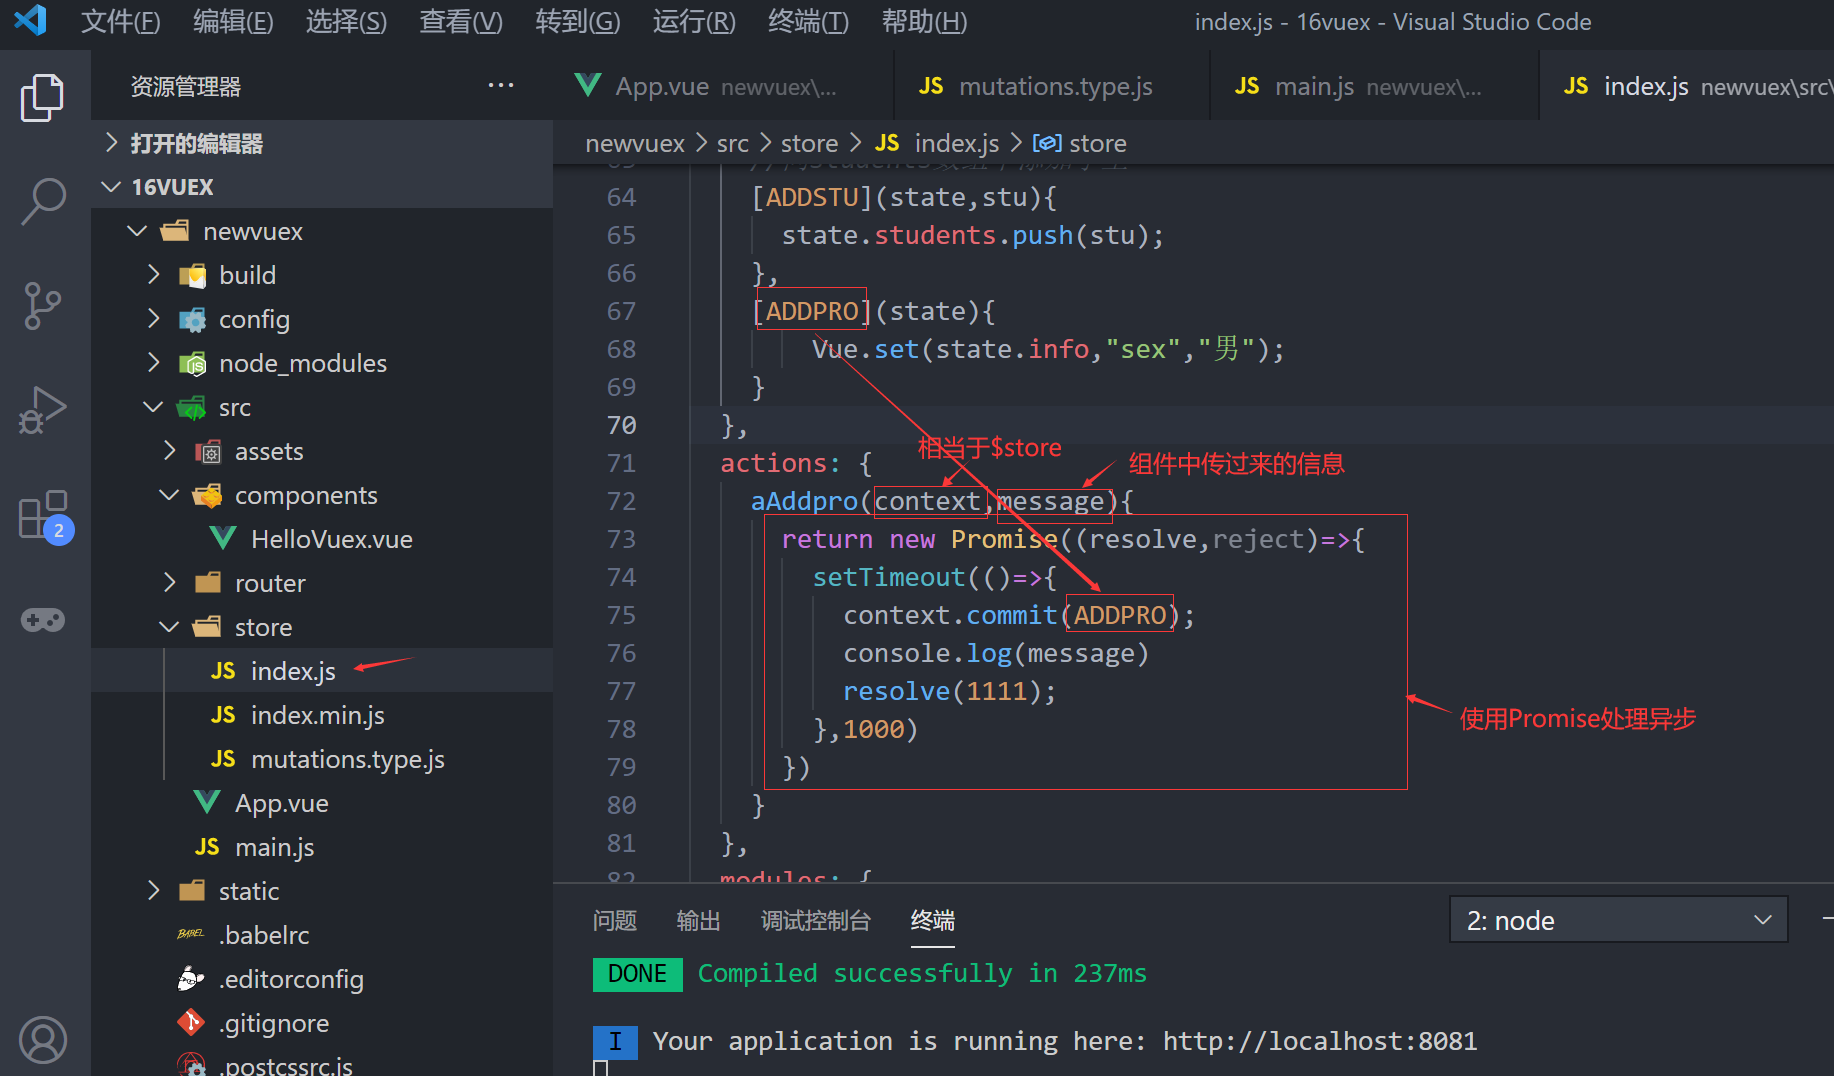 文件(F) 编辑(E) 选择(S) 查看(V) 转到(G) 运行(R) 终端(T) 帮助(H) index.js - 16vuex - Visual Studio Code
资源管理器 ···
App.vue newvuex\... JS mutations.type.js JS main.js newvuex\... JS index.js newvuex\src\
打开的编辑器
16VUEX
newvuex
build
config
node_modules
src
assets
components
HelloVuex.vue
router
store
JS index.js
JS index.min.js
JS mutations.type.js
App.vue
JS main.js
static
BABEL .babelrc
.editorconfig
.gitignore
.postcssrc.js
2
newvuex > src > store > JS index.js > store
64 [ADDSTU](state,stu){
65 state.students.push(stu);
66 },
67 [ADDPRO](state){
68 Vue.set(state.info,"sex","男");
69 }
70 },
相当于$store
71 actions: {
组件中传过来的信息
72 aAddpro(context,message){
73 return new Promise((resolve,reject)=>{
74 setTimeout(()=>{
75 context.commit(ADDPRO);
76 console.log(message)
77 resolve(1111);
78 },1000)
使用Promise处理异步
79 })
80 }
81 },
82 modules: {
问题 输出 调试控制台 终端 2: node
DONE Compiled successfully in 237ms
I Your application is running here: http://localhost:8081